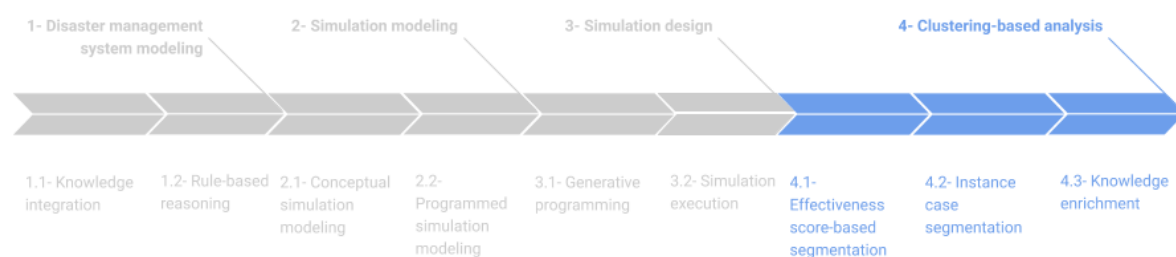 1- Disaster management
system modeling
2- Simulation modeling
3- Simulation design
4- Clustering-based analysis
1.1- Knowledge
integration
1.2- Rule-based
reasoning
2.1- Conceptual
simulation
modeling
2.2-
Programmed
simulation
modeling
3.1- Generative
programming
3.2- Simulation
execution
4.1-
Effectiveness
score-based
segmentation
4.2- Instance
case
segmentation
4.3- Knowledge
enrichment